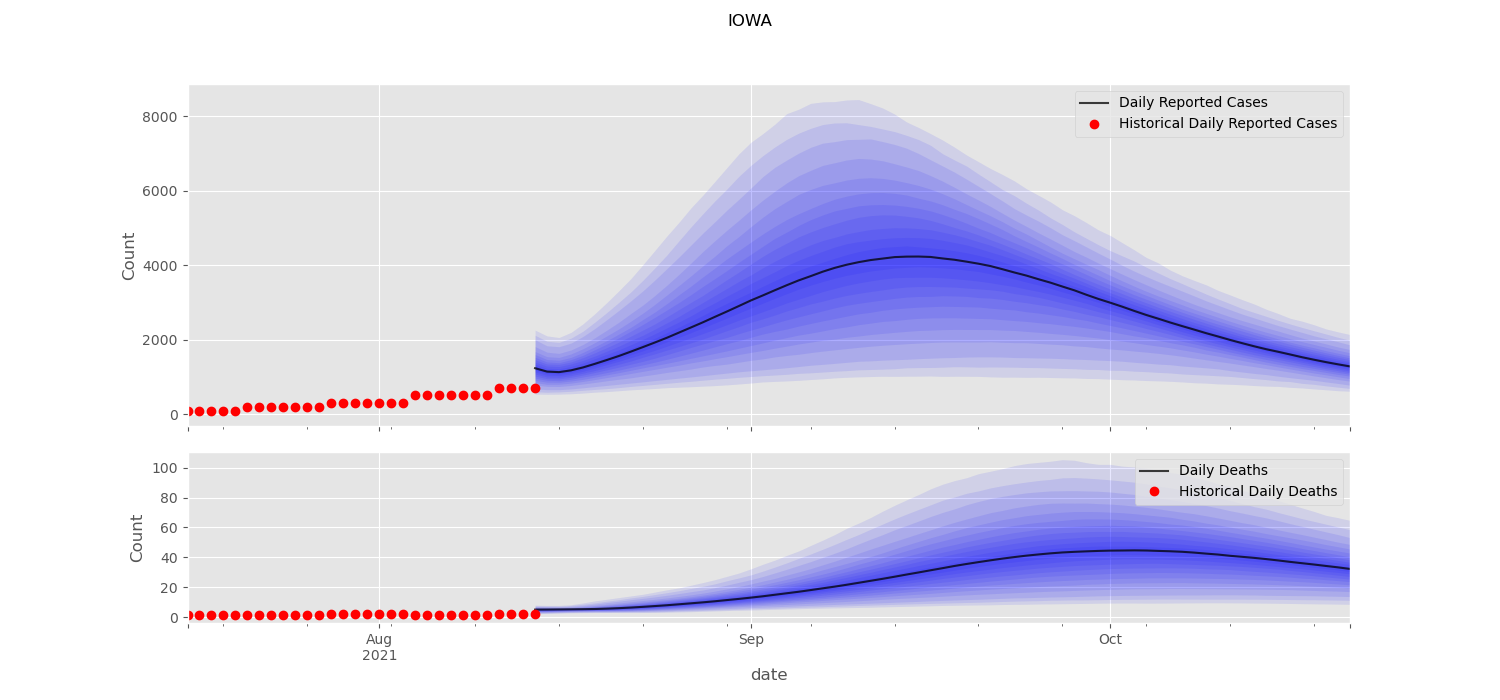 IOWA
8000
6000
4000
2000
0
Count
Daily Reported Cases
Historical Daily Reported Cases
100
80
60
40
20
0
Count
Daily Deaths
Historical Daily Deaths
Aug
2021
Sep
Oct
date